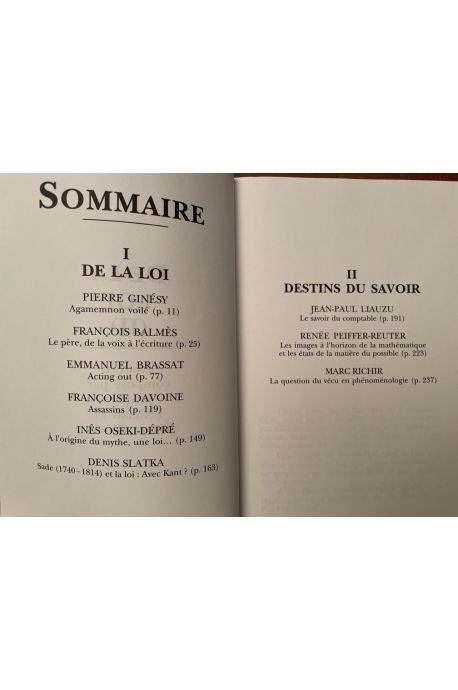 SOMMAIRE
I
DE LA LOI
PIERRE GINÉSY
Agamemnon voilé (p. 11)
FRANÇOIS BALMÈS
Le père, de la voix à l'écriture (p. 25)
EMMANUEL BRASSAT
Acting out (p. 77)
FRANÇOISE DAVOINE
Assassins (p. 119)
INÊS OSEKI-DÉPRÉ
À l'origine du mythe, une loi... (p. 149)
DENIS SLATKA
Sade (1740 - 1814) et la loi : Avec Kant ? (p. 163)
II
DESTINS DU SAVOIR
JEAN-PAUL LIAUZU
Le savoir du comptable (p. 191)
RENÉE PEIFFER-REUTER
Les images à l'horizon de la mathématique
et les états de la matière du possible (p. 223)
MARC RICHIR
La question du vécu en phénoménologie (p. 237)